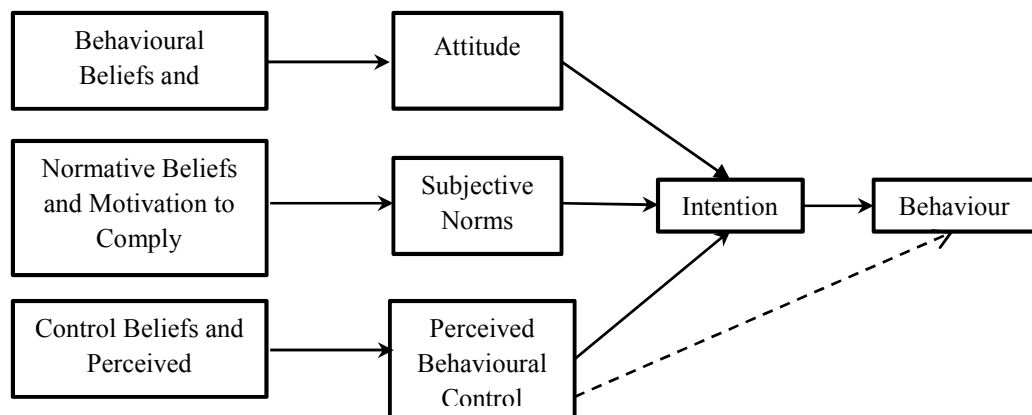 Behavioural
Beliefs and
Attitude
Normative Beliefs
and Motivation to
Comply
Subjective
Norms
Intention
Behaviour
Control Beliefs and
Perceived
Perceived
Behavioural
Control